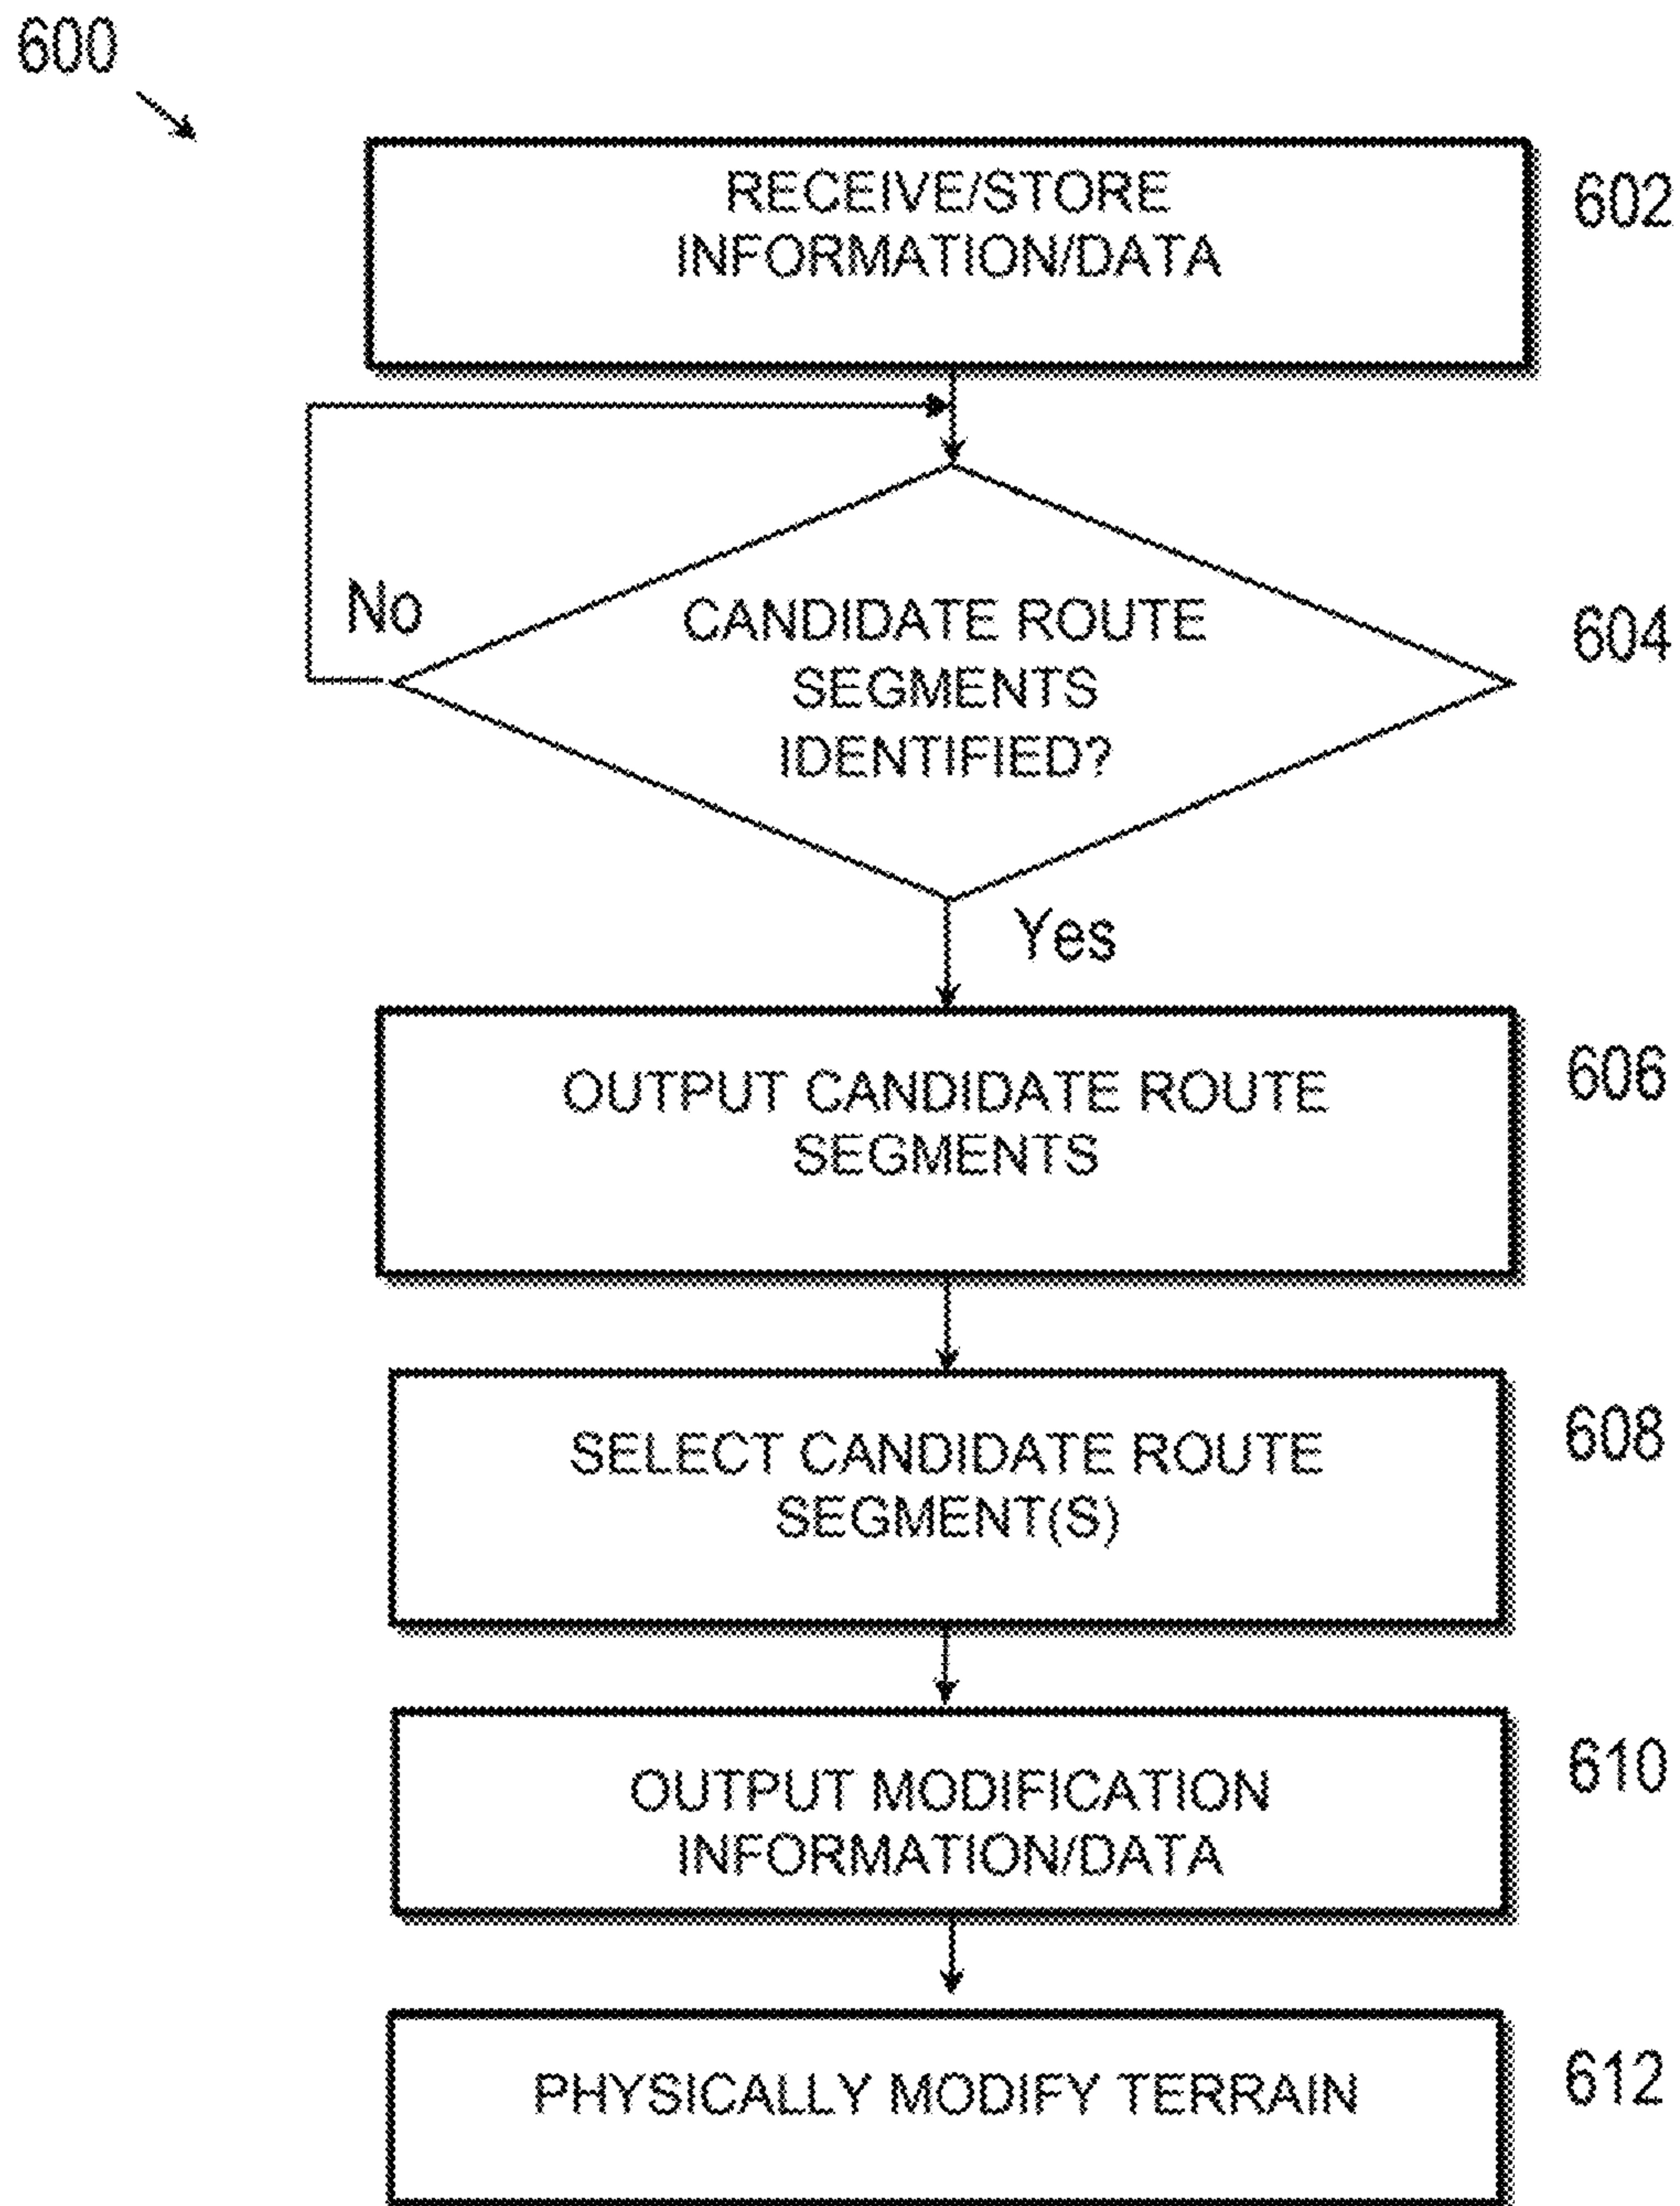 600
RECEIVE/STORE
INFORMATION/DATA
602
No
CANDIDATE ROUTE
SEGMENTS
IDENTIFIED?
604
Yes
OUTPUT CANDIDATE ROUTE
SEGMENTS
606
SELECT CANDIDATE ROUTE
SEGMENT(S)
608
OUTPUT MODIFICATION
INFORMATION/DATA
610
PHYSICALLY MODIFY TERRAIN
612